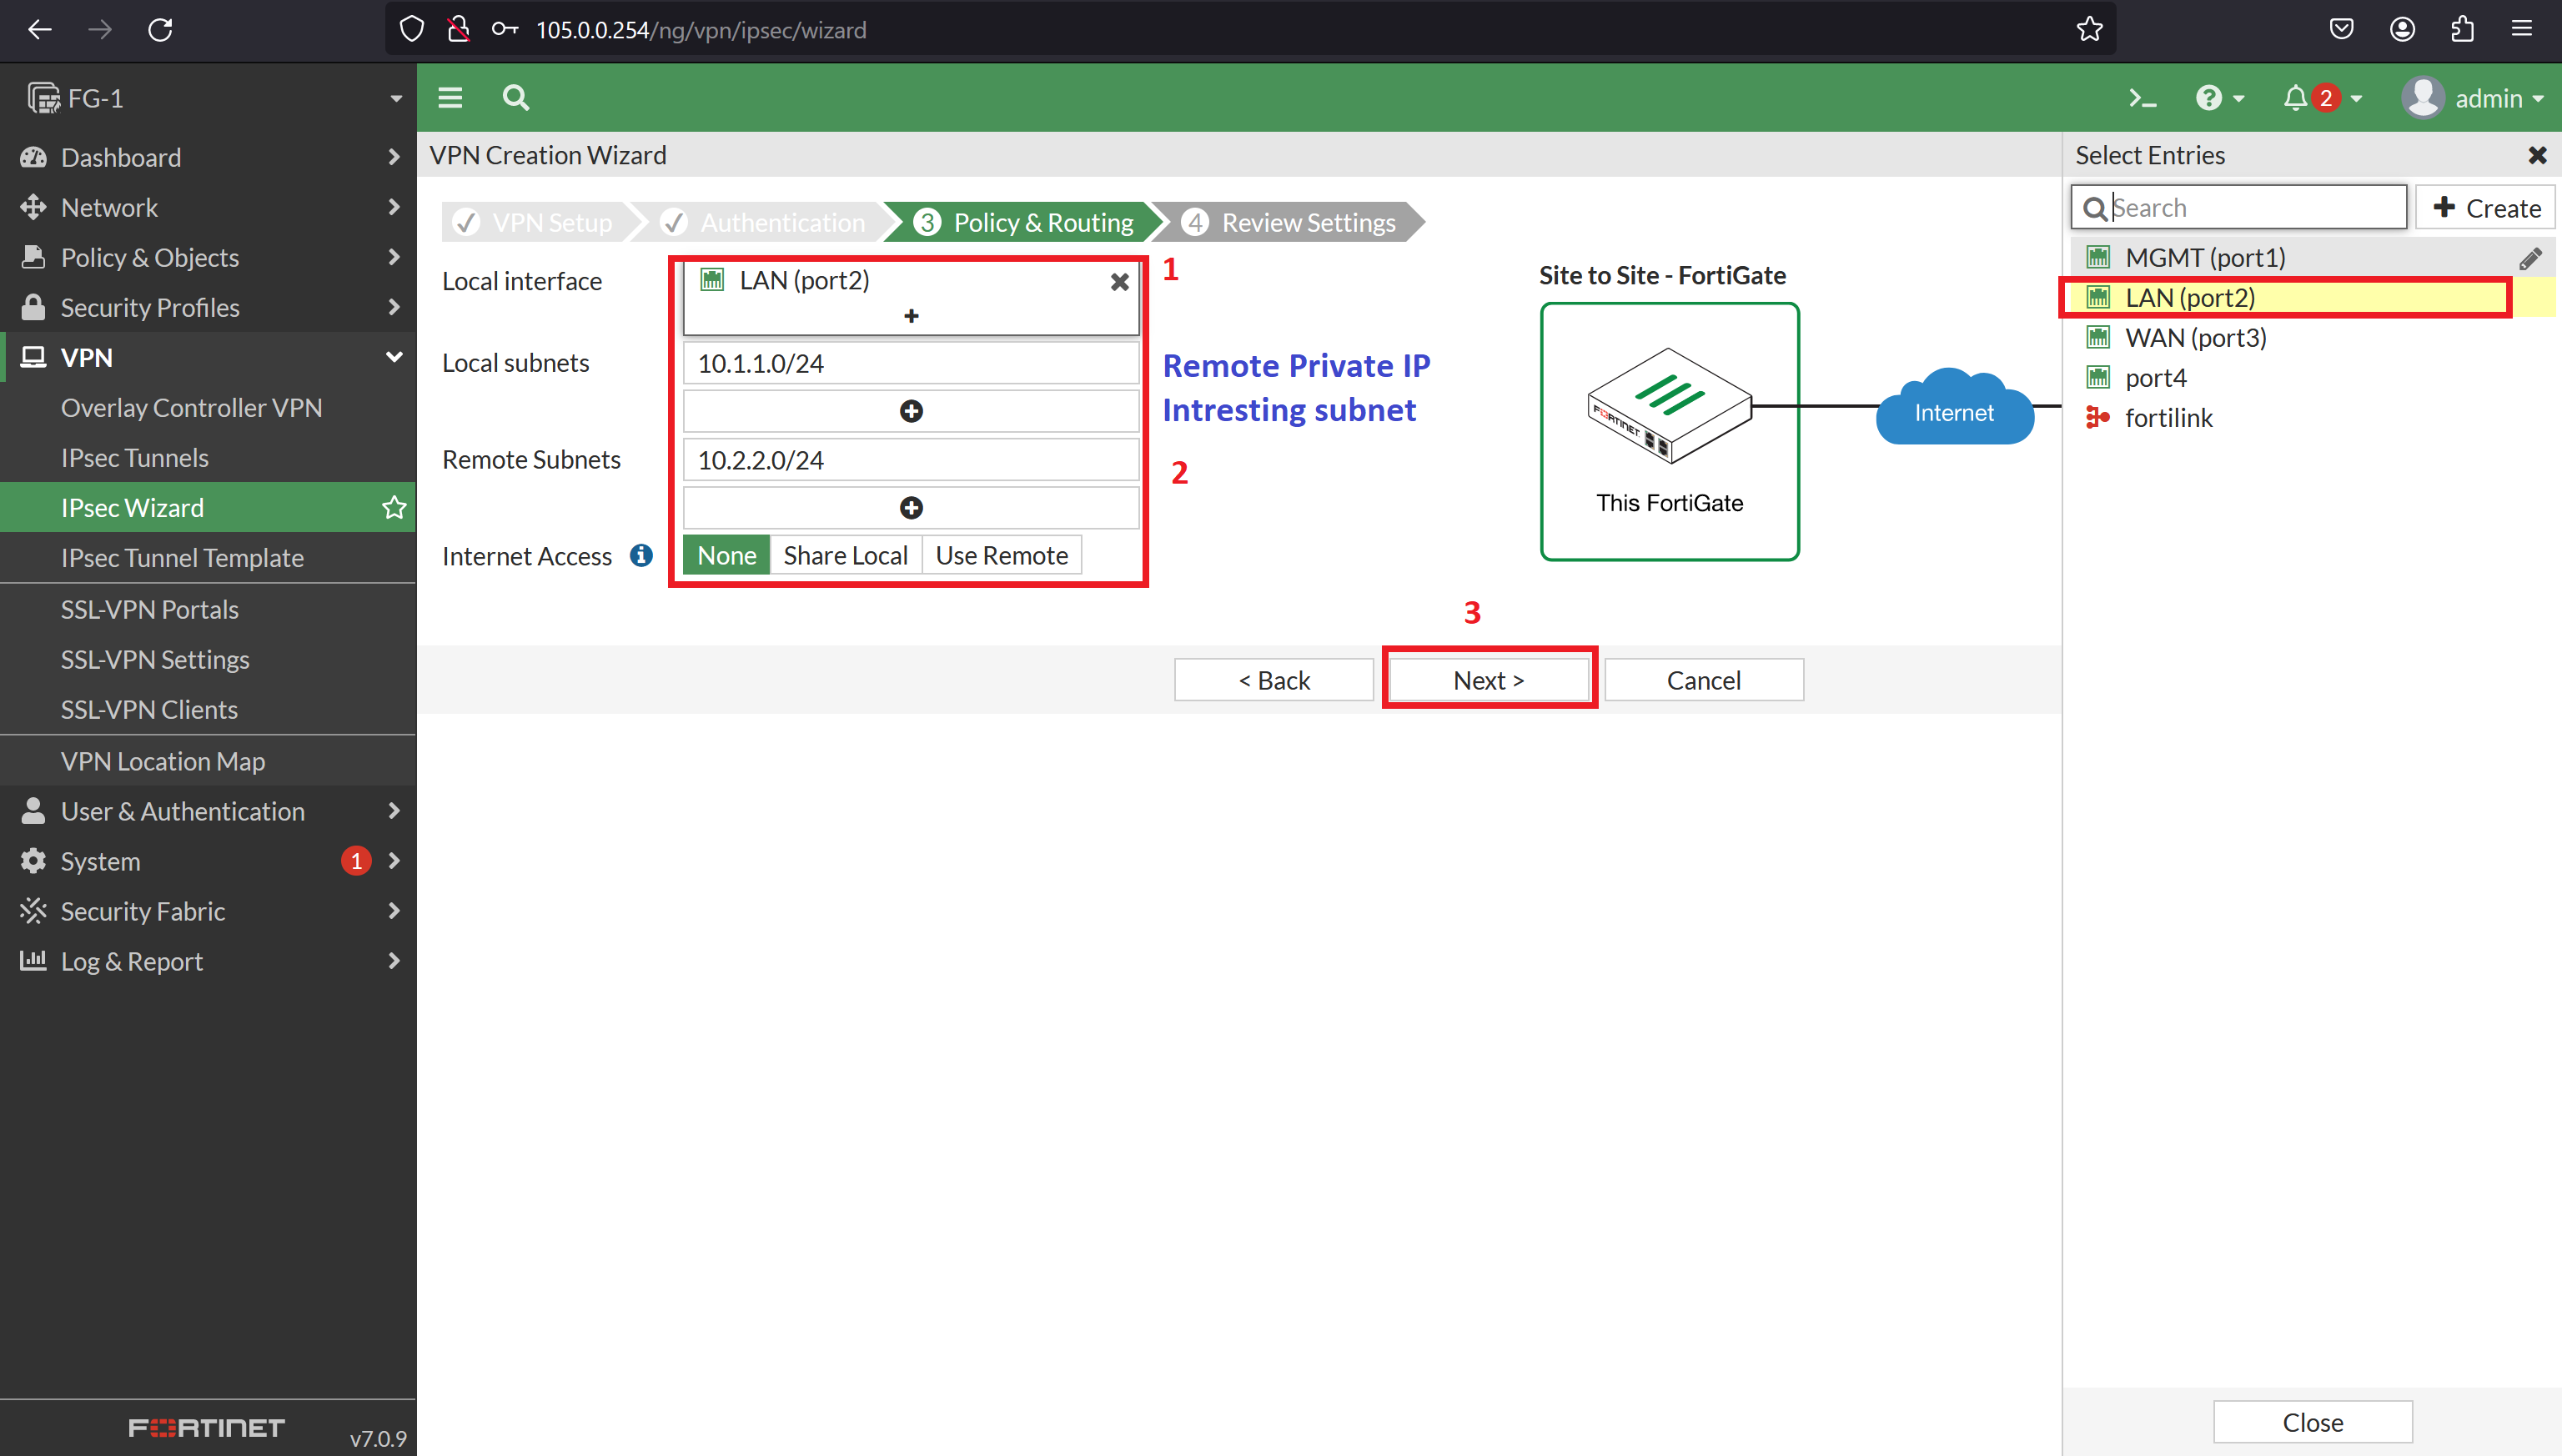 105.0.0.254/ng/vpn/ipsec/wizard
FG-1
2
admin
Dashboard
Network
Policy & Objects
Security Profiles
VPN
Overlay Controller VPN
IPsec Tunnels
IPsec Wizard
IPsec Tunnel Template
SSL-VPN Portals
SSL-VPN Settings
SSL-VPN Clients
VPN Location Map
User & Authentication
System 1
Security Fabric
Log & Report
FORTINET
v7.0.9
VPN Creation Wizard
VPN Setup Authentication 3 Policy & Routing 4 Review Settings
Local interface LAN (port2) 1
+
Local subnets 10.1.1.0/24
Remote Private IP
Intresting subnet
Remote Subnets 10.2.2.0/24 2
Internet Access None Share Local Use Remote
Site to Site - FortiGate
FORTINET
This FortiGate
Internet
3
< Back Next > Cancel
Select Entries
Search
+ Create
MGMT (port1)
LAN (port2)
WAN (port3)
port4
fortilink
Close